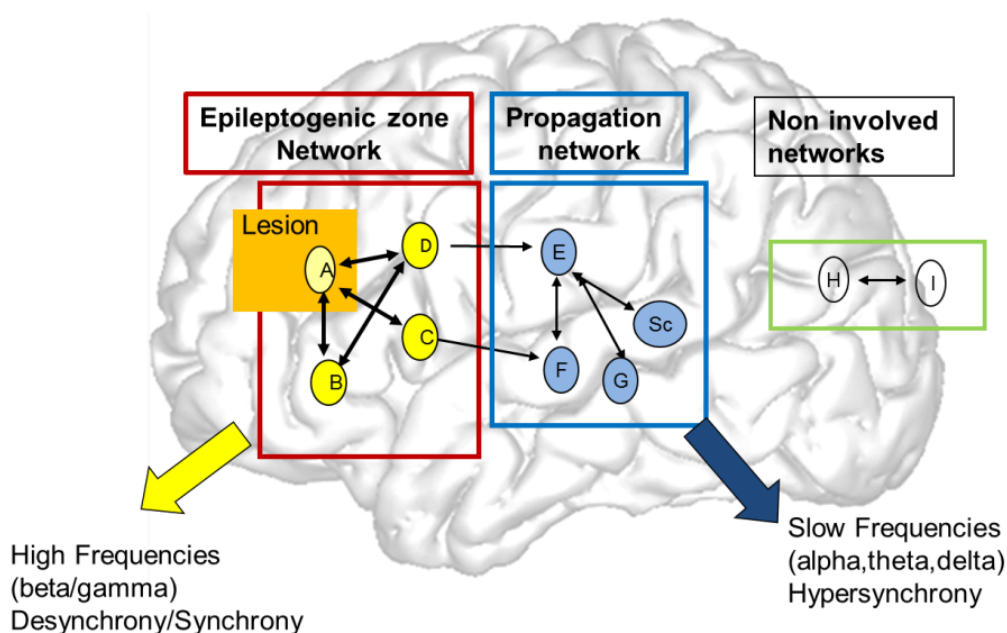 Epileptogenic zone
Network
Propagation
network
Non involved
networks
Lesion
A
D
C
B
E
F
G
Sc
H
I
High Frequencies
(beta/gamma)
Desynchrony/Synchrony
Slow Frequencies
(alpha,theta,delta)
Hypersynchrony